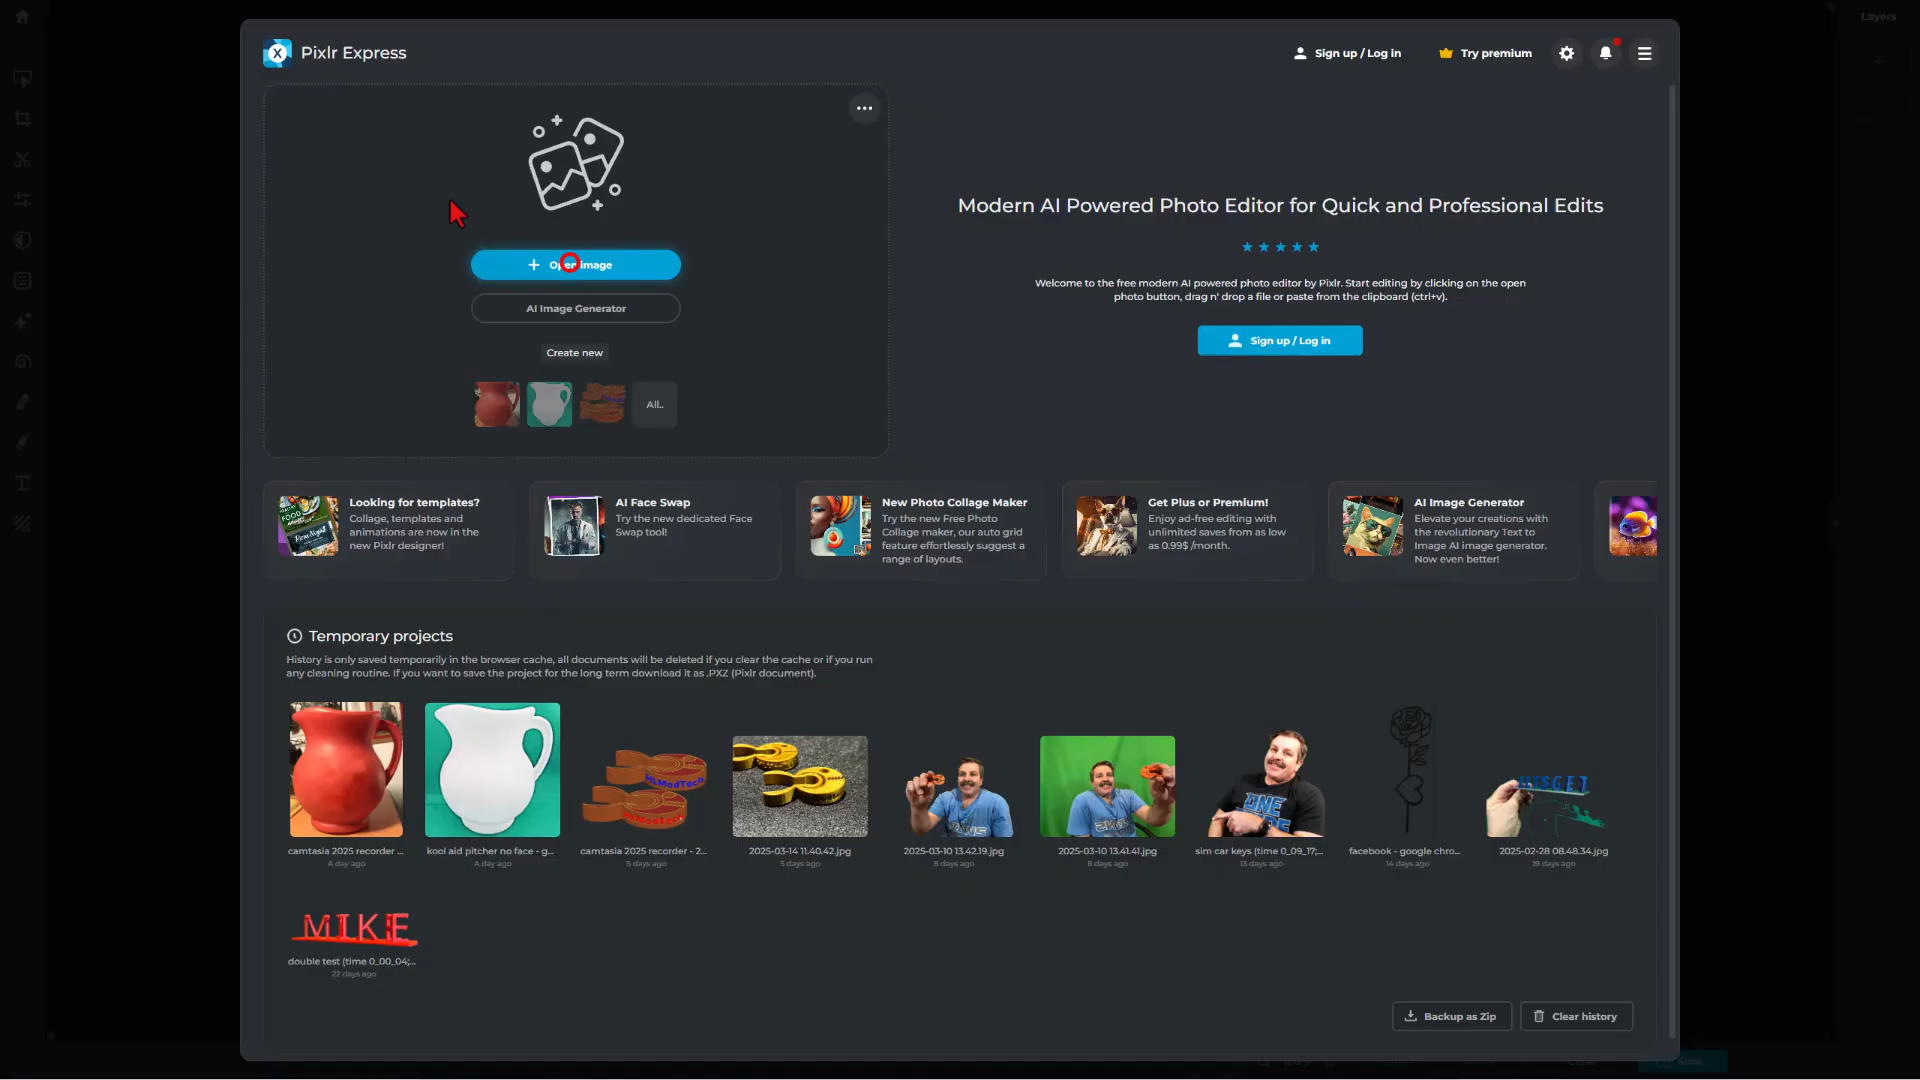 Layers
Pixlr Express
Sign up / Log in
Try premium
Open image
AI Image Generator
Create new
All..
Modern AI Powered Photo Editor for Quick and Professional Edits
Welcome to the free modern AI powered photo editor by Pixlr. Start editing by clicking on the open
photo button, drag n' drop a file or paste from the clipboard (ctrl+v).
Sign up / Log in
Looking for templates?
Collage, templates and
animations are now in the
new Pixlr designer!
AI Face Swap
Try the new dedicated Face
Swap tool!
New Photo Collage Maker
Try the new Free Photo
Collage maker, our auto grid
feature effortlessly suggest a
range of layouts.
Get Plus or Premium!
Enjoy ad-free editing with
unlimited saves from as low
as 0.99$ /month.
AI Image Generator
Elevate your creations with
the revolutionary Text to
Image AI image generator.
Now even better!
Temporary projects
History is only saved temporarily in the browser cache, all documents will be deleted if you clear the cache or if you run
any cleaning routine. If you want to save the project for the long term download it as .PXZ (Pixlr document).
HLModTech
HLModTech
camtasia 2025 recorder ...
A day ago
kool aid pitcher no face - g...
A day ago
camtasia 2025 recorder - 2...
5 days ago
2025-03-14 11.40.42.jpg
5 days ago
2025-03-10 13.42.19.jpg
8 days ago
2025-03-10 13.41.41.jpg
8 days ago
sim car keys (time 0_09_17;...
13 days ago
facebook - google chro...
14 days ago
2025-02-28 08.48.34.jpg
19 days ago
MIKE
double test (time 0_00_04;...
22 days ago
Backup as Zip
Clear history